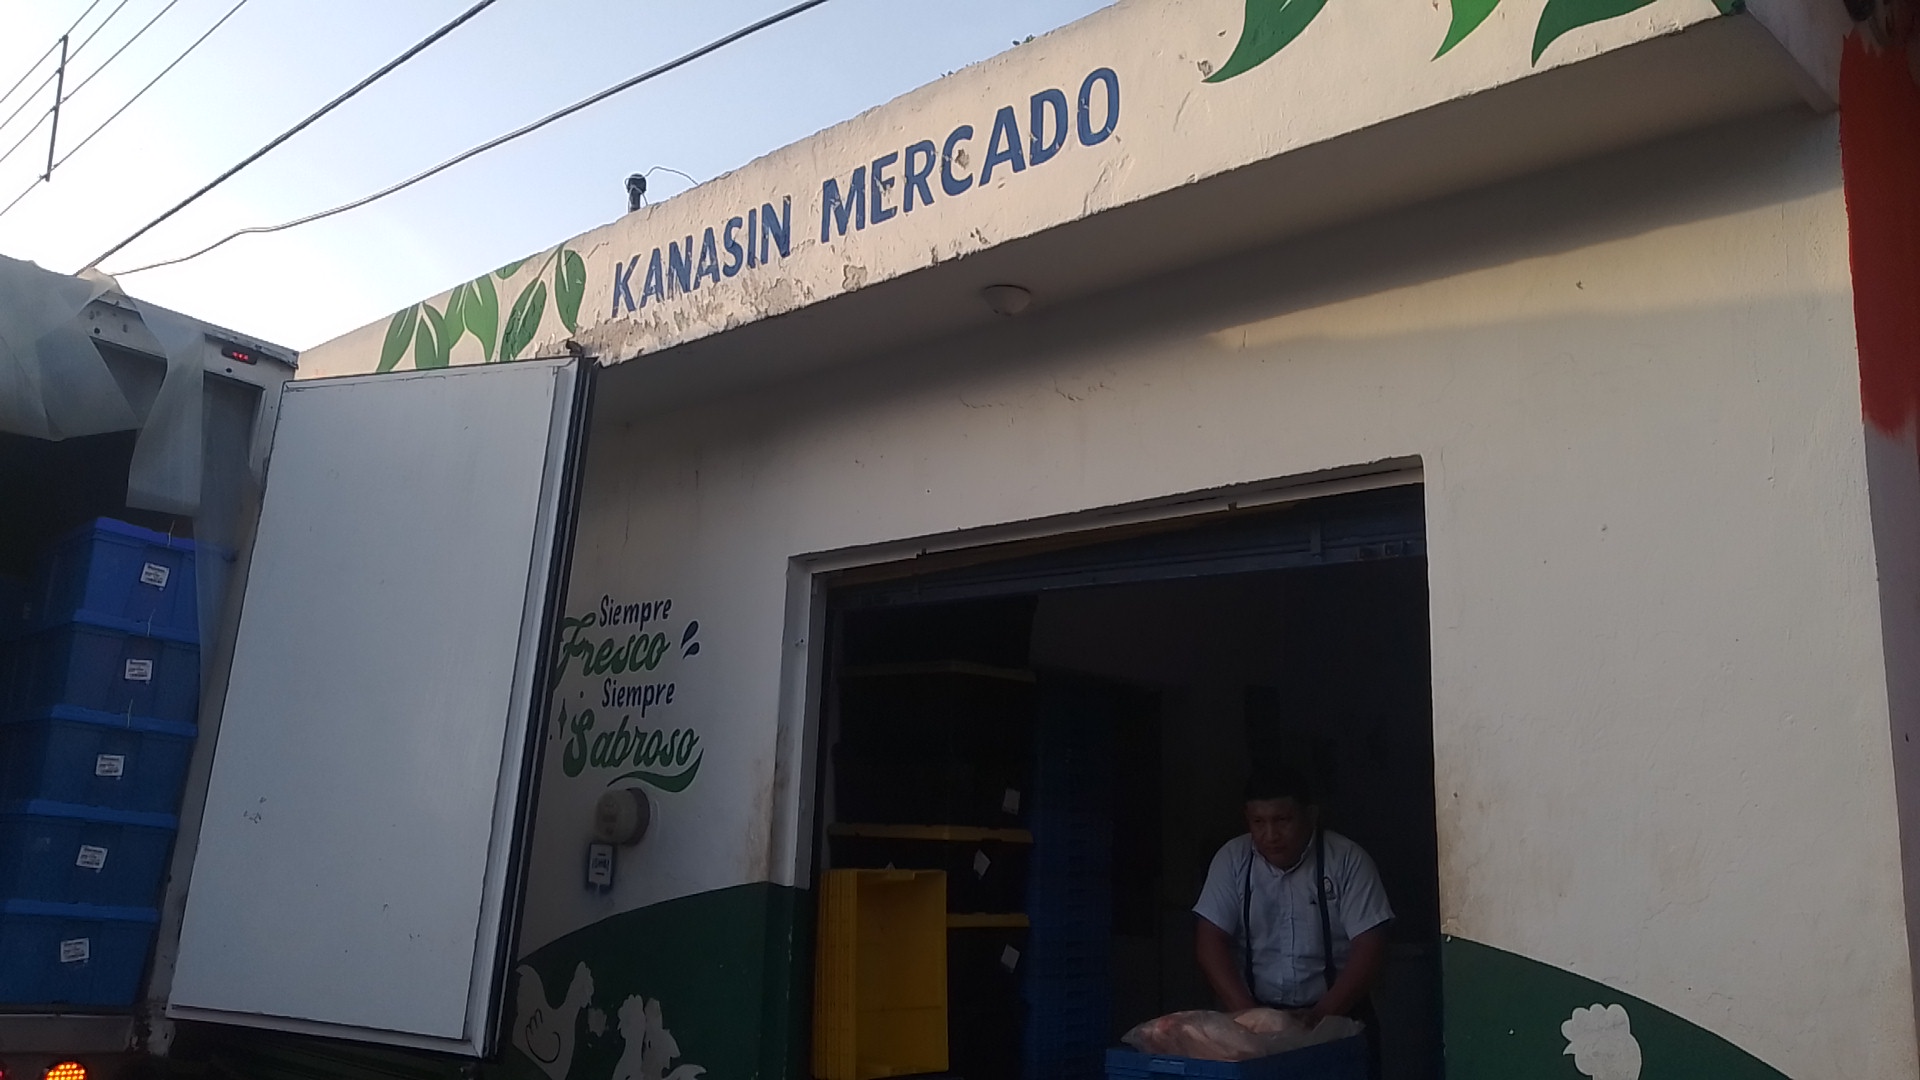 KANASIN MERCADO
Siempre
Fresco
Siempre
Sabroso